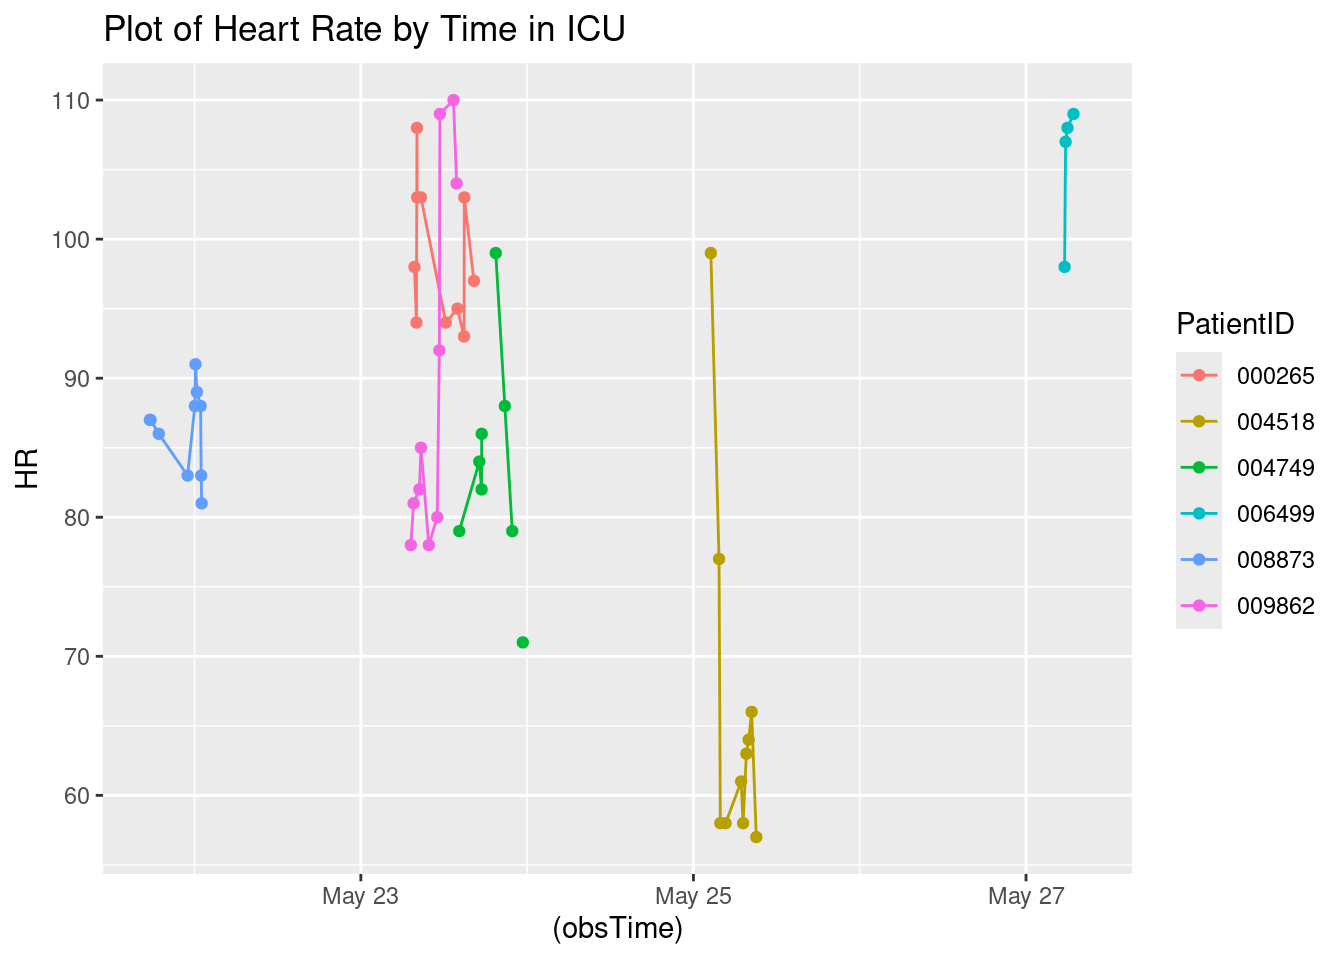 Plot of Heart Rate by Time in ICU
HR
110
100
90
80
70
60
May 23
May 25
May 27
(obsTime)
PatientID
000265
004518
004749
006499
008873
009862